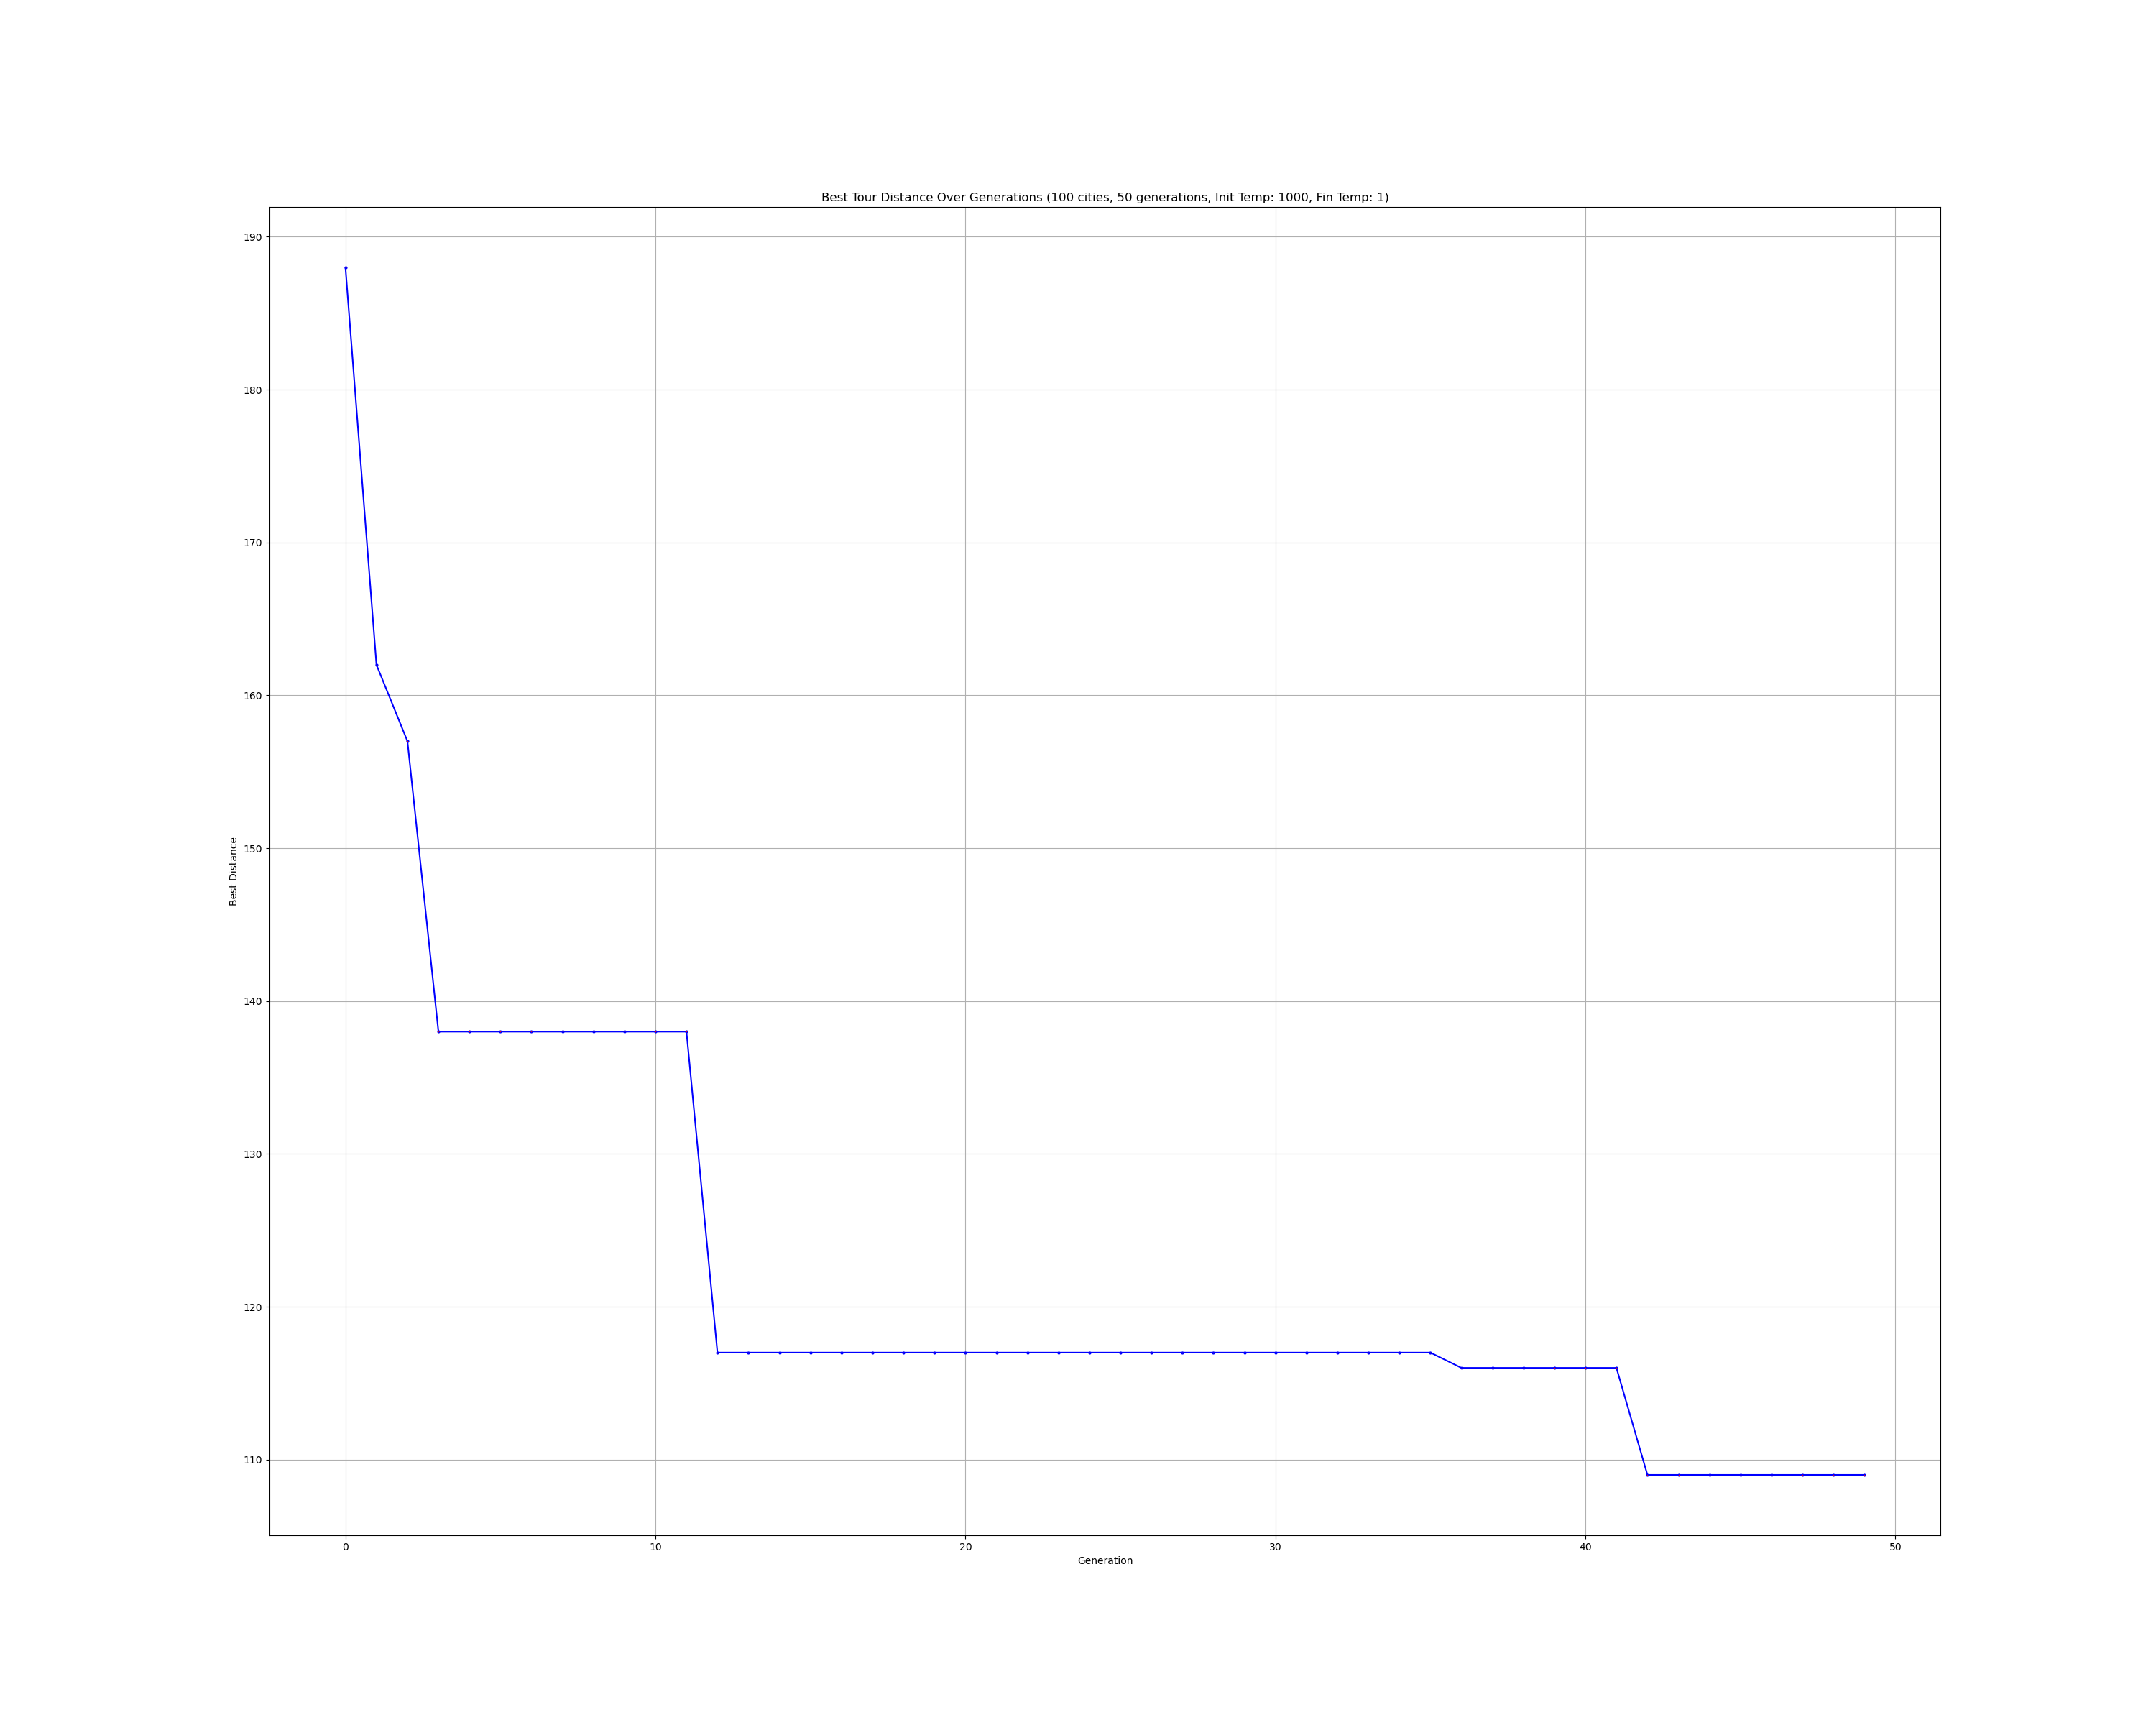 Best Tour Distance Over Generations (100 cities, 50 generations, Init Temp: 1000, Fin Temp: 1)
190
180
170
160
150
140
130
120
110
Best Distance
0 10 20 30 40 50
Generation